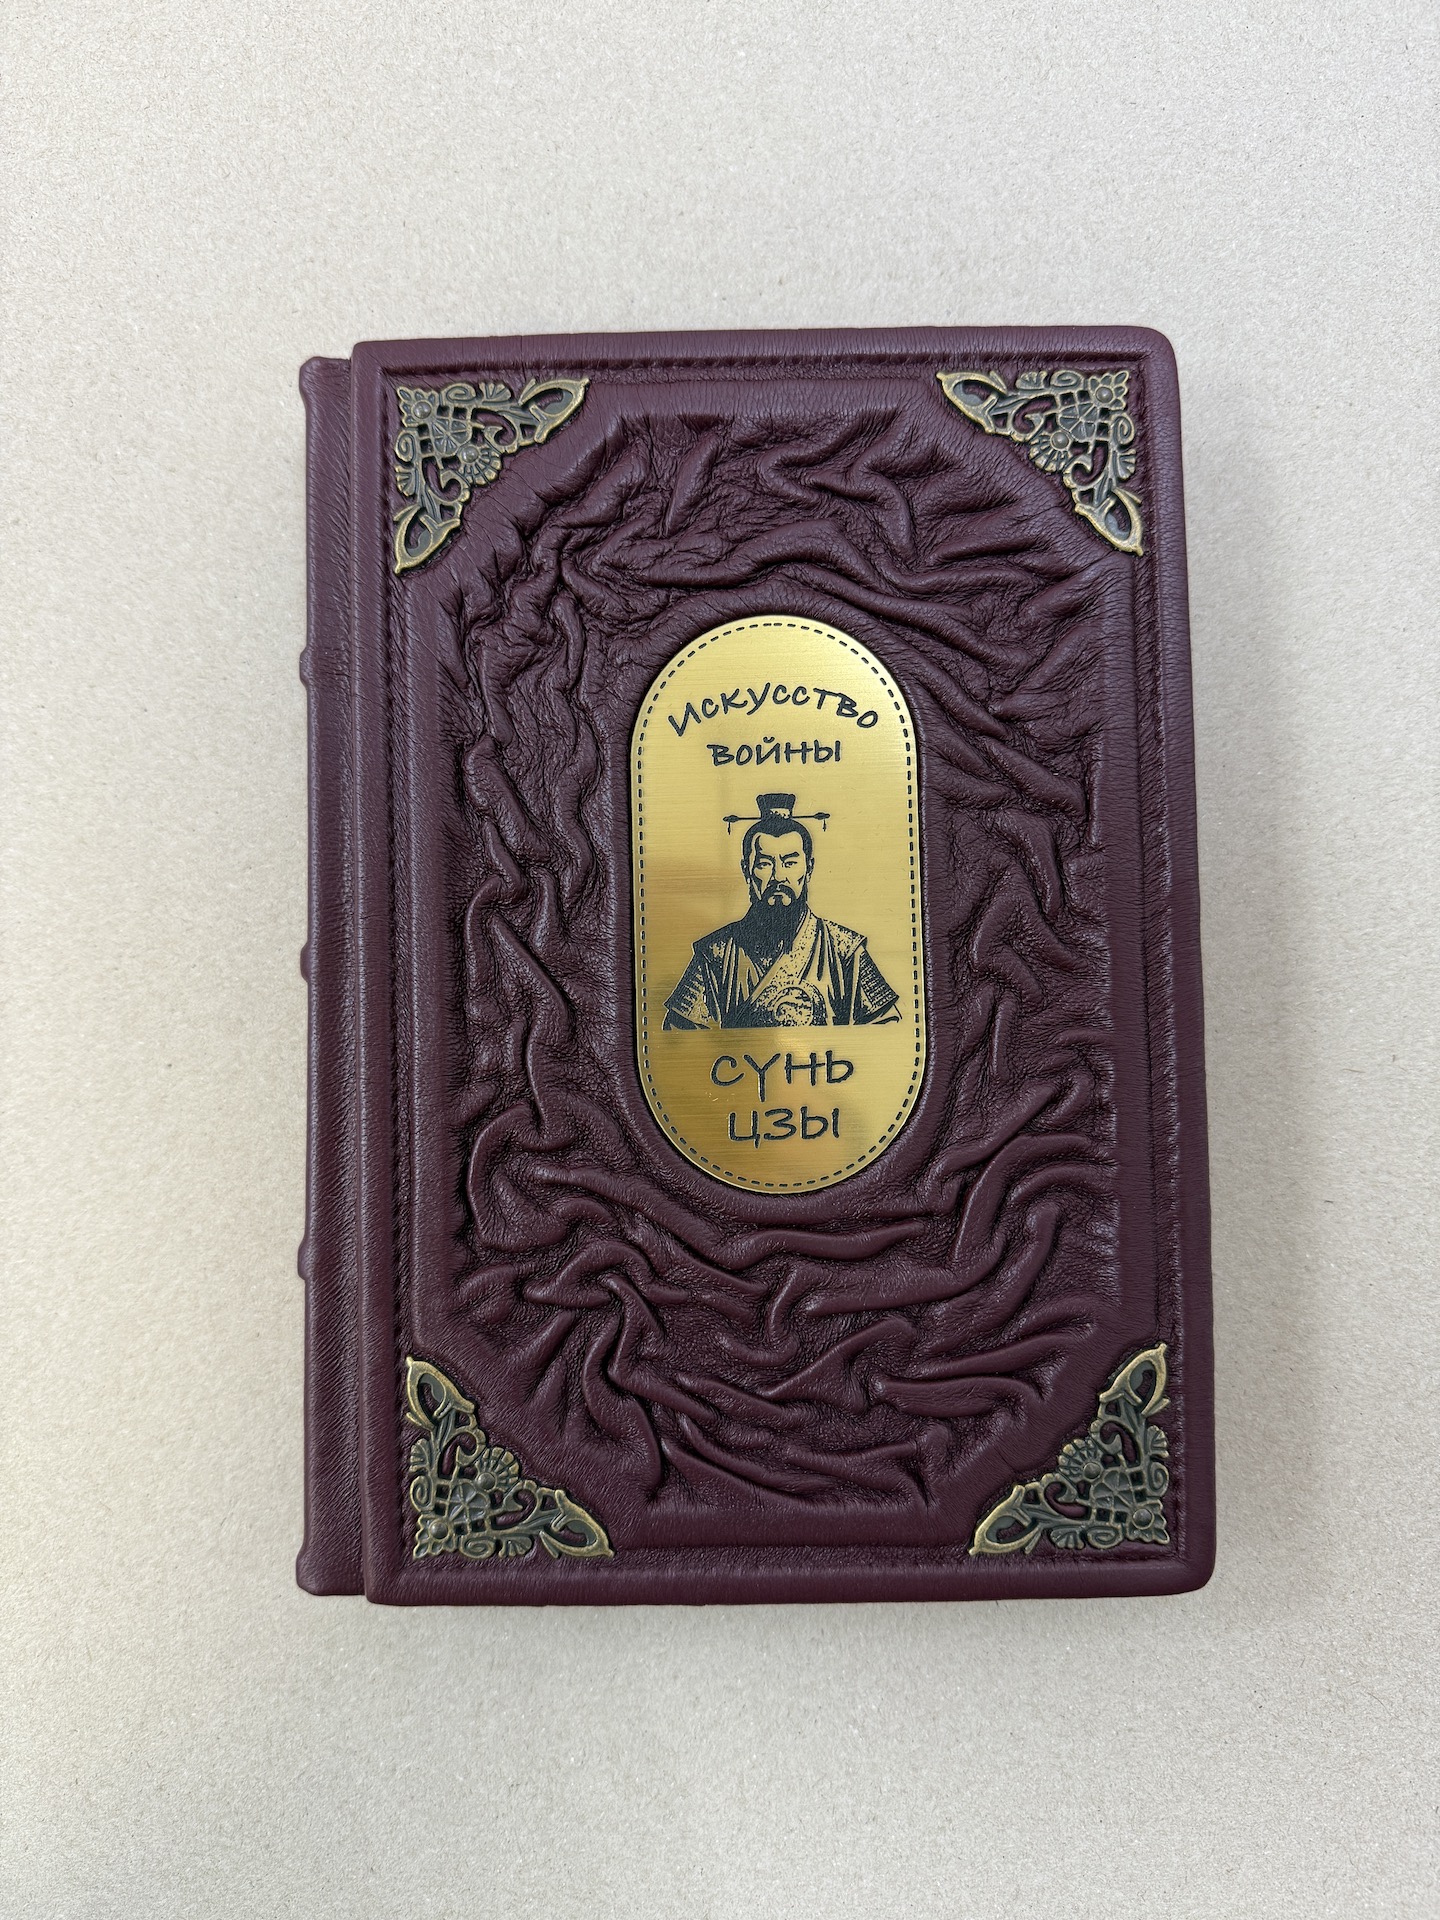 Искусство
войны
Сунь
Цзы